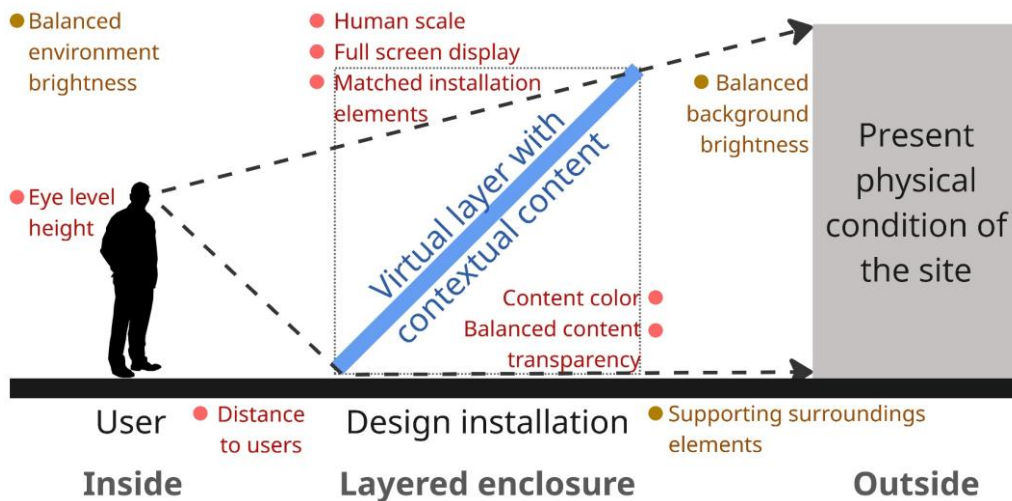 Balanced
environment
brightness
Human scale
Full screen display
Matched installation
elements
Balanced
background
brightness
Eye level
height
Virtual layer with
contextual content
Present
physical
condition of
the site
Content color
Balanced content
transparency
User
Distance
to users
Design installation
Supporting surroundings
elements
Inside
Layered enclosure
Outside